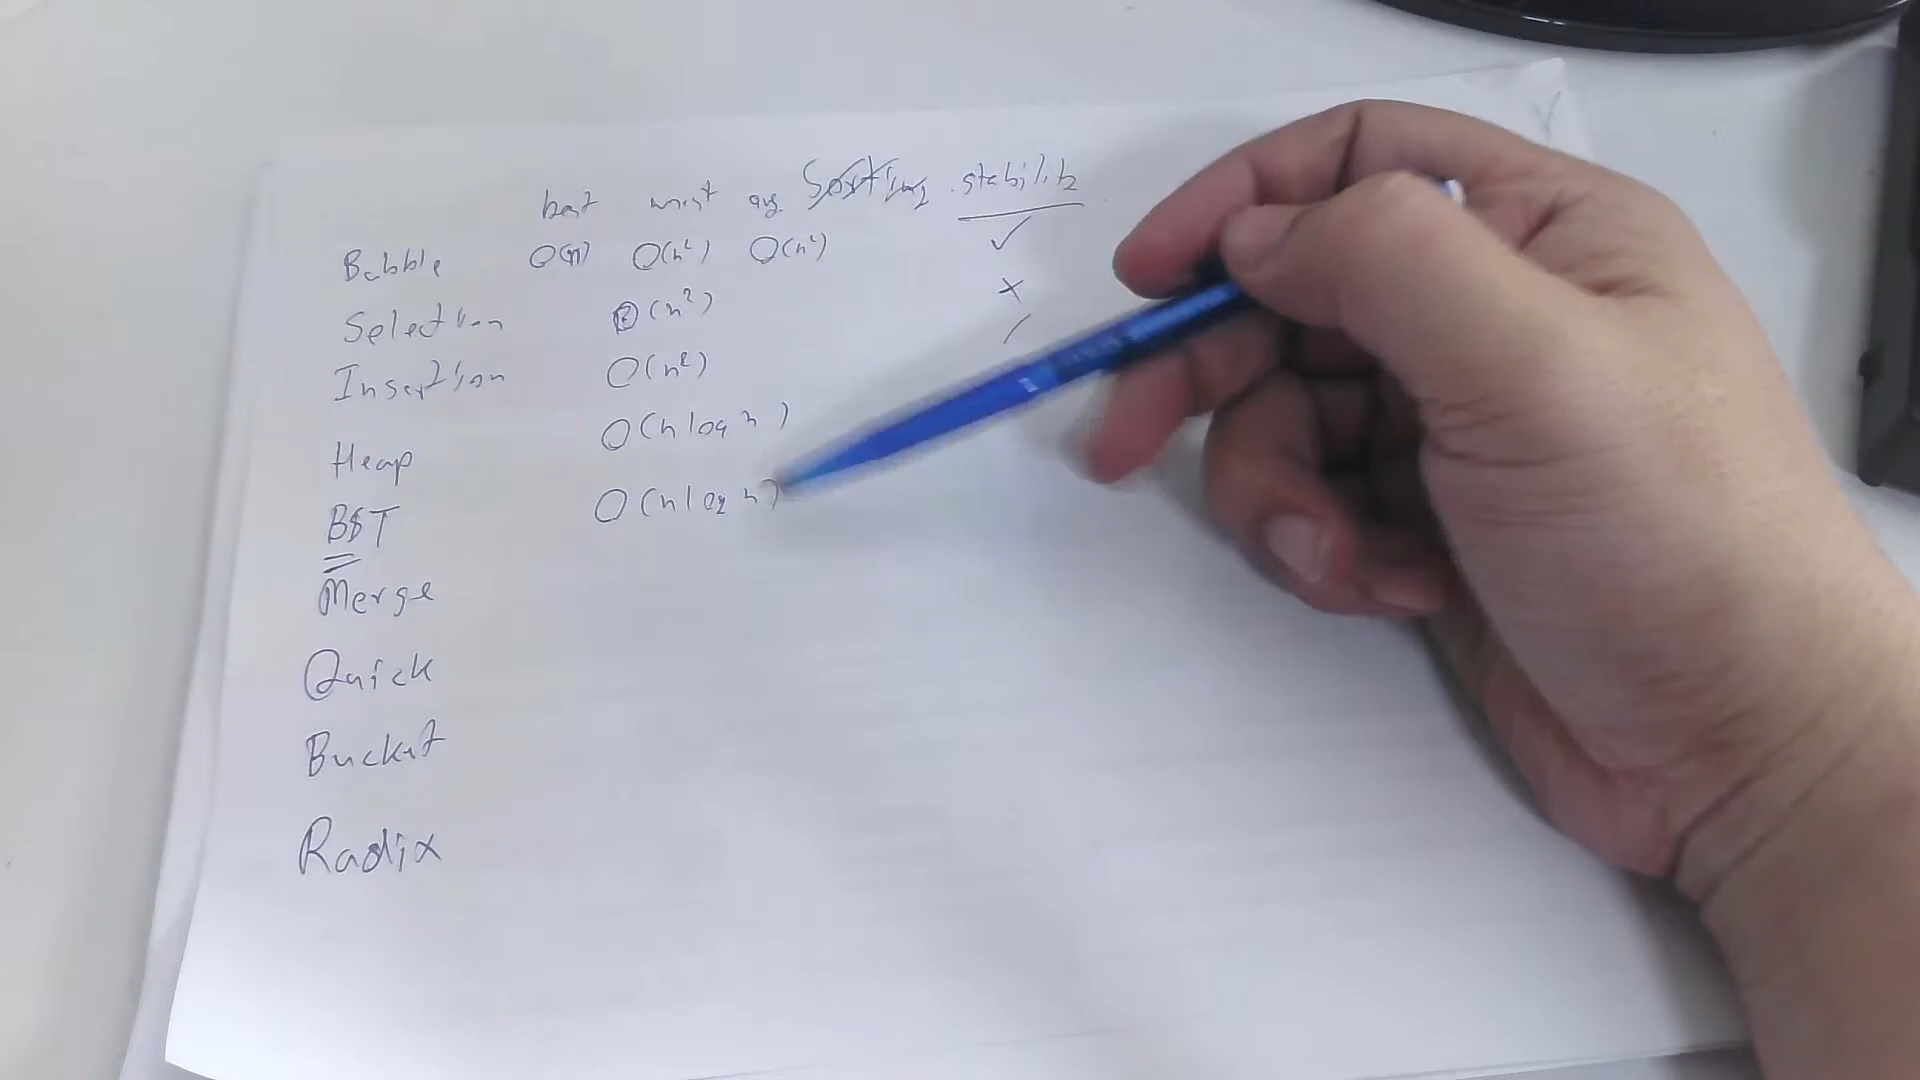 best worst avg Sorting stability
Bubble O(n) O(n²) O(n²) ✓
Selection O(n²) ×
Insertion O(n²) /
Heap O(n log n)
BST O(n log n)
Merge
Quick
Bucket
Radix